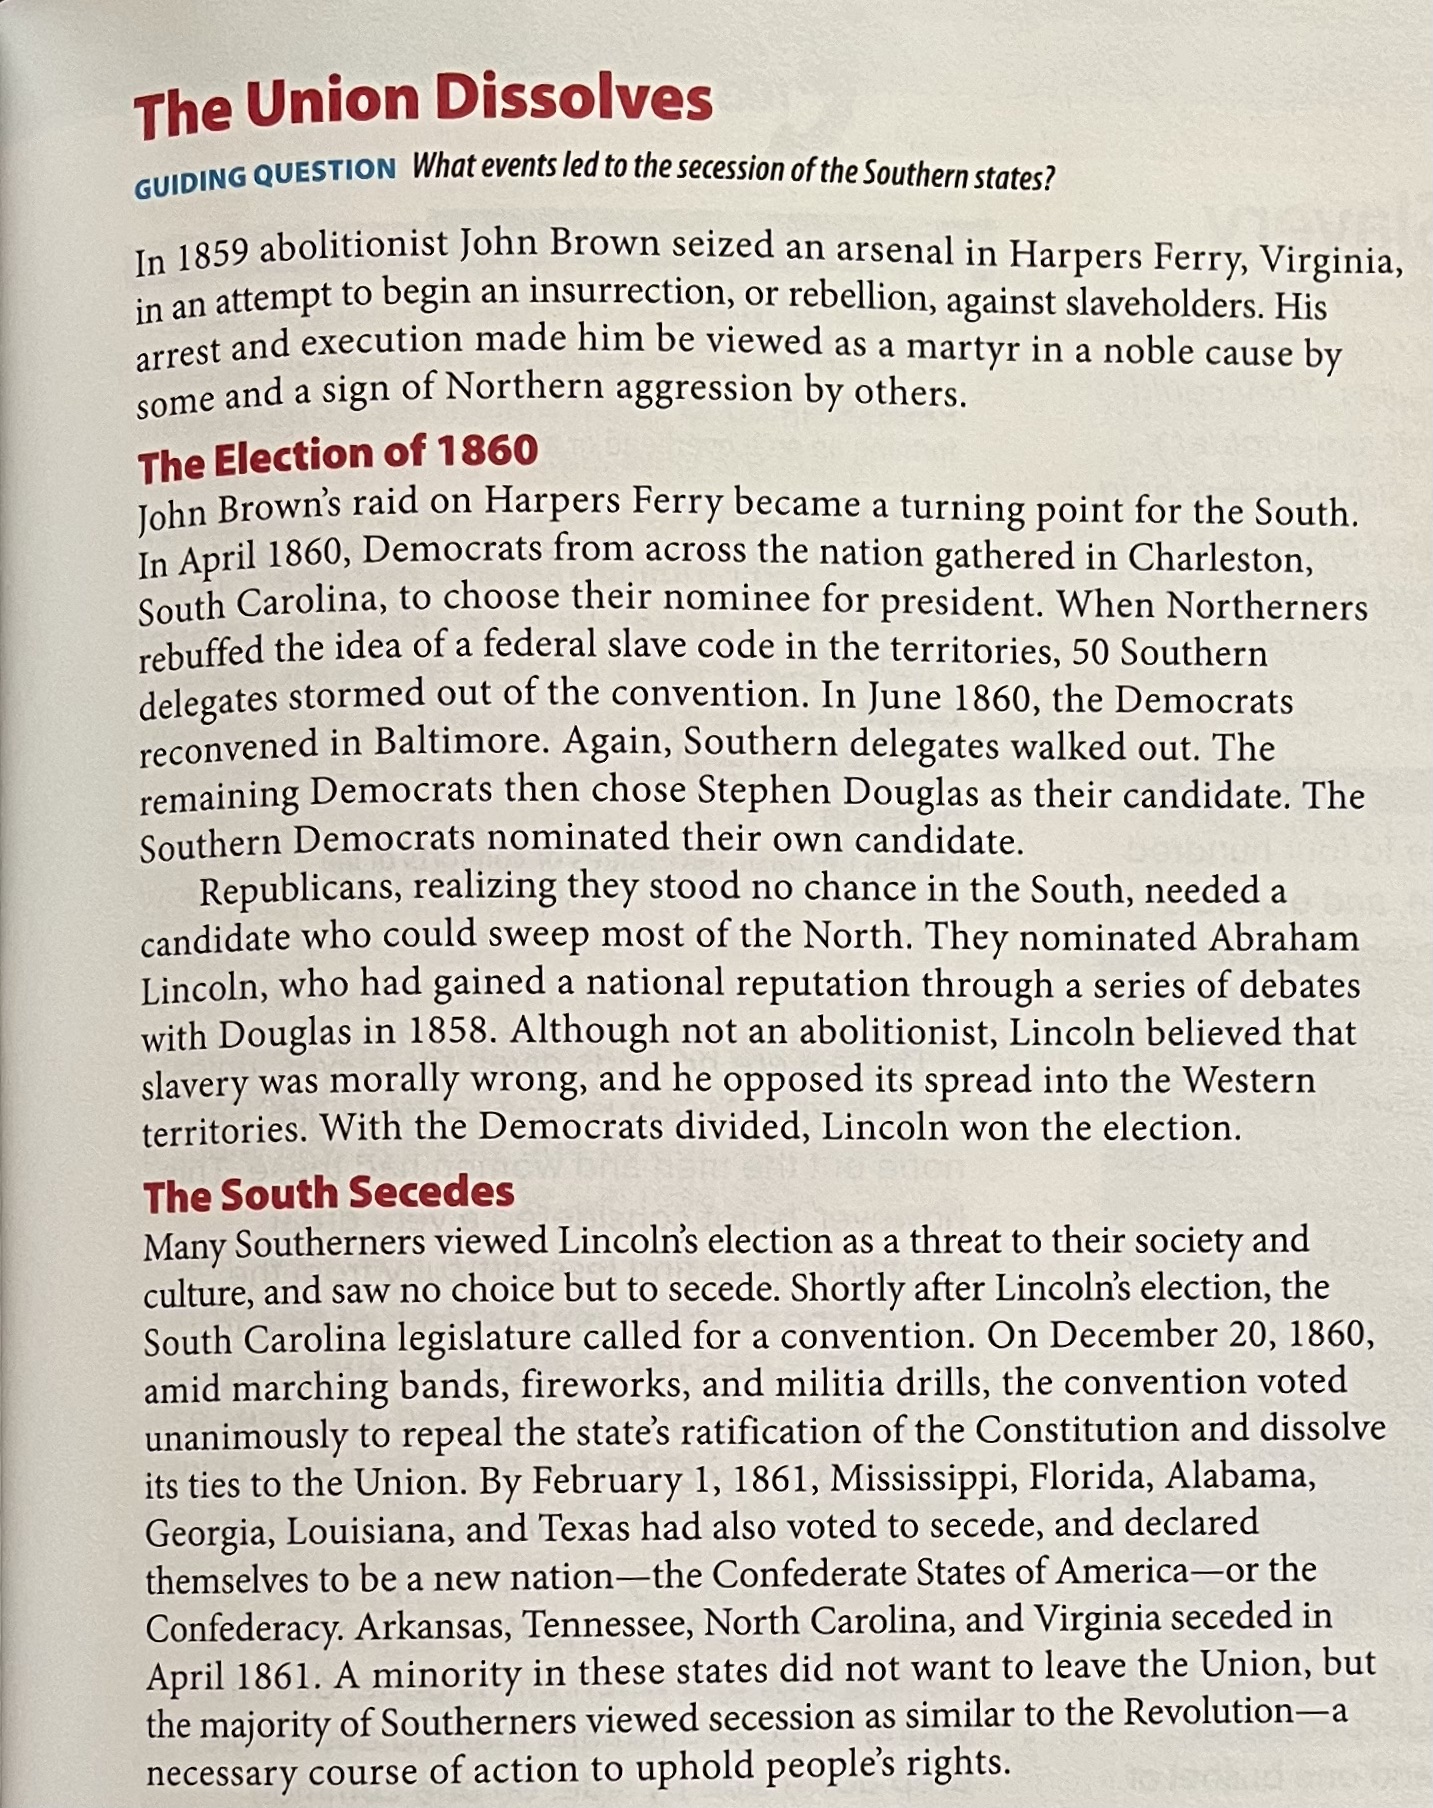 The Union Dissolves
GUIDING QUESTION What events led to the secession of the Southern states?
In 1859 abolitionist John Brown seized an arsenal in Harpers Ferry, Virginia,
in an attempt to begin an insurrection, or rebellion, against slaveholders. His
arrest and execution made him be viewed as a martyr in a noble cause by
some and a sign of Northern aggression by others.
The Election of 1860
John Brown's raid on Harpers Ferry became a turning point for the South.
In April 1860, Democrats from across the nation gathered in Charleston,
South Carolina, to choose their nominee for president. When Northerners
rebuffed the idea of a federal slave code in the territories, 50 Southern
delegates stormed out of the convention. In June 1860, the Democrats
reconvened in Baltimore. Again, Southern delegates walked out. The
remaining Democrats then chose Stephen Douglas as their candidate. The
Southern Democrats nominated their own candidate.
Republicans, realizing they stood no chance in the South, needed a
candidate who could sweep most of the North. They nominated Abraham
Lincoln, who had gained a national reputation through a series of debates
with Douglas in 1858. Although not an abolitionist, Lincoln believed that
slavery was morally wrong, and he opposed its spread into the Western
territories. With the Democrats divided, Lincoln won the election.
The South Secedes
Many Southerners viewed Lincoln's election as a threat to their society and
culture, and saw no choice but to secede. Shortly after Lincoln's election, the
South Carolina legislature called for a convention. On December 20, 1860,
amid marching bands, fireworks, and militia drills, the convention voted
unanimously to repeal the state's ratification of the Constitution and dissolve
its ties to the Union. By February 1, 1861, Mississippi, Florida, Alabama,
Georgia, Louisiana, and Texas had also voted to secede, and declared
themselves to be a new nation—the Confederate States of America—or the
Confederacy. Arkansas, Tennessee, North Carolina, and Virginia seceded in
April 1861. A minority in these states did not want to leave the Union, but
the majority of Southerners viewed secession as similar to the Revolution—a
necessary course of action to uphold people's rights.